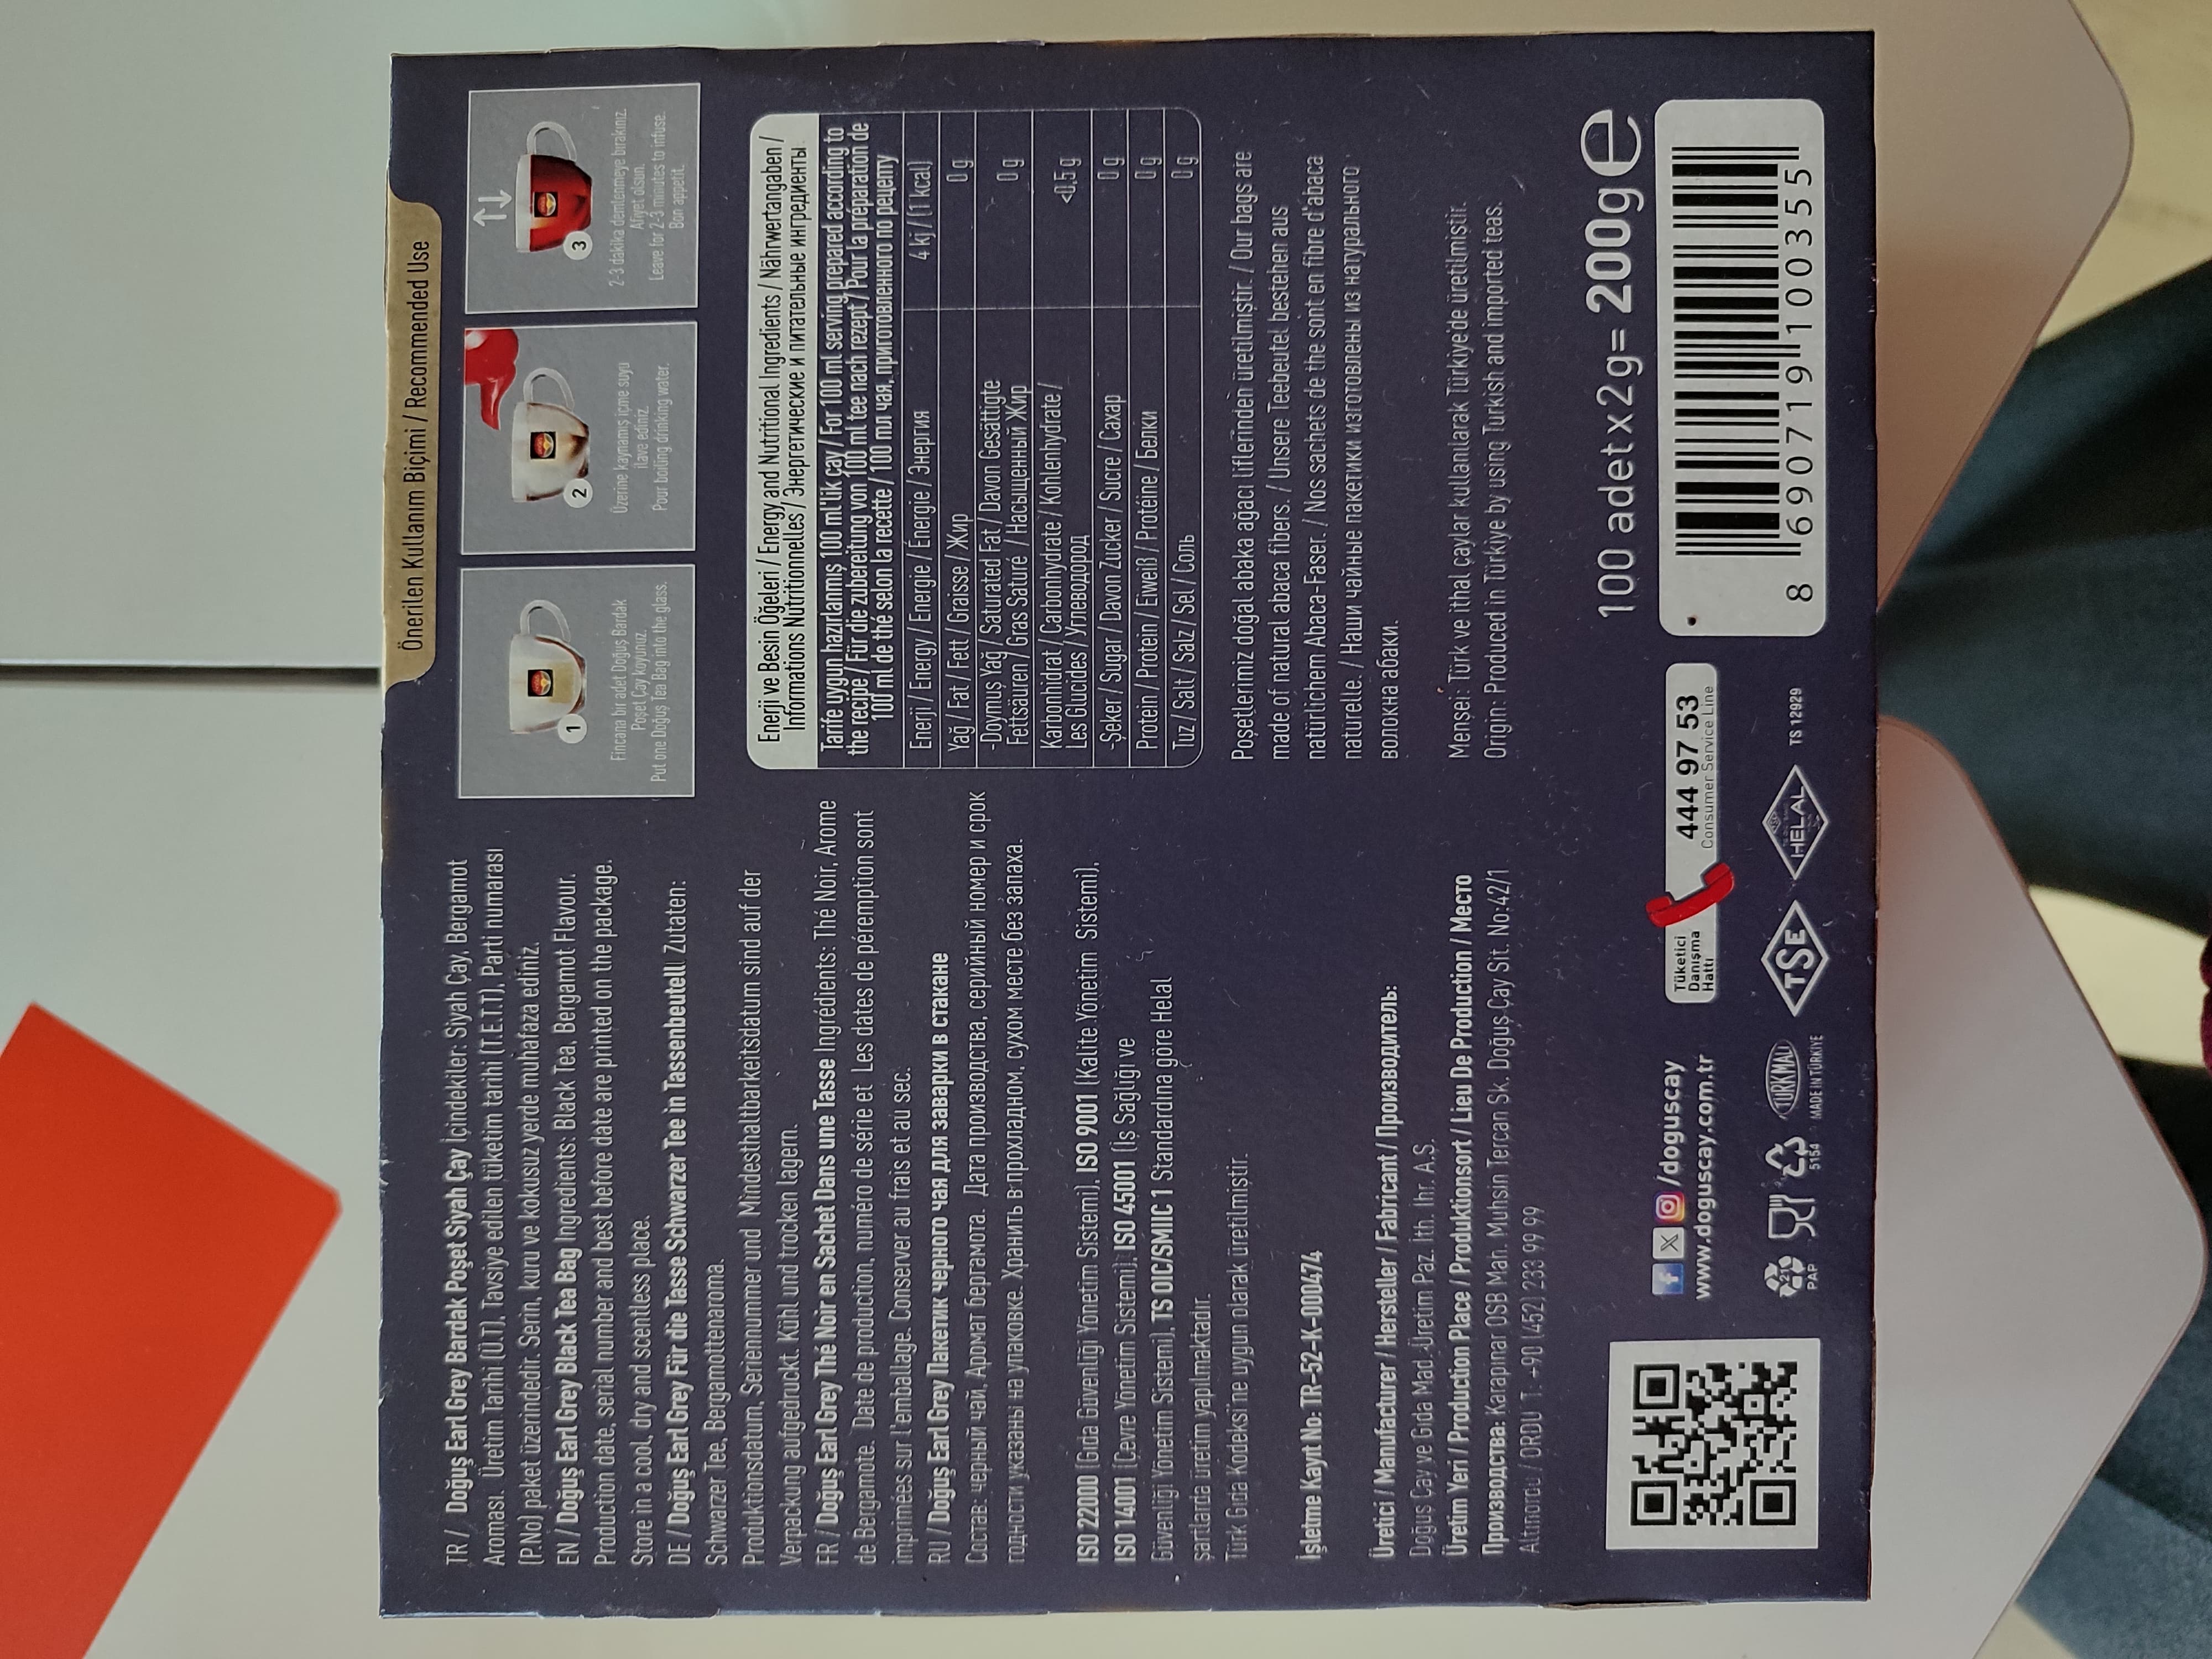 TR / Doğuş Earl Grey Bardak Poşet Siyah Çay İçindekiler: Siyah Çay, Bergamot
Aroması. Üretim Tarihi (Ü.T), Tavsiye edilen tüketim tarihi (T.E.T.T), Parti numarası
(P.No) paket üzerindedir. Serin, kuru ve kokusuz yerde muhafaza ediniz.
EN / Doğuş Earl Grey Black Tea Bag Ingredients: Black Tea, Bergamot Flavour.
Production date, serial number and best before date are printed on the package.
Store in a cool, dry and scentless place.
DE / Doğuş Earl Grey Für die Tasse Schwarzer Tee in Tassenbeutell Zutaten:
Schwarzer Tee, Bergamottenaroma.
Produktionsdatum, Seriennummer und Mindesthaltbarkeitsdatum sind auf der
Verpackung aufgedruckt. Kühl und trocken lagern.
FR / Doğuş Earl Grey Thé Noir en Sachet Dans une Tasse Ingrédients: Thé Noir, Arome
de Bergamote. Date de production, numéro de série et Les dates de péremption sont
imprimées sur l'emballage. Conserver au frais et au sec.
RU / Doğuş Earl Grey Пакетик черного чая для заварки в стакане
Состав: черный чай, Аромат бергамота. Дата производства, серийный номер и срок
годности указаны на упаковке. Хранить в прохладном, сухом месте без запаха.
ISO 22000 (Gıda Güvenliği Yönetim Sistemi), ISO 9001 (Kalite Yönetim Sistemi),
ISO 14001 (Çevre Yönetim Sistemi), ISO 45001 (İş Sağlığı ve
Güvenliği Yönetim Sistemi), TS OIC/SMIIC 1 Standardına göre Helal
şartlarda üretim yapılmaktadır.
Türk Gıda Kodeksi'ne uygun olarak üretilmiştir.
İşletme Kayıt No: TR-52-K-000474
Üretici / Manufacturer / Hersteller / Fabricant / Производитель:
Doğuş Çay ve Gıda Mad. Üretim Paz. İth. İhr. A.Ş.
Üretim Yeri / Production Place / Produktionsort / Lieu De Production / Место
Производства: Karapınar OSB Mah. Muhsin Tercan Sk. Doğuş Çay Sit. No:42/1
Altınordu / ORDU T: +90 (452) 233 99 99
/doguscay
www.doguscay.com.tr
21
PAP
5154
TÜRK MALI
MADE IN TÜRKİYE
TSE
HELAL
TS 12929
Tüketici
Danışma
Hattı
444 97 53
Consumer Service Line
Önerilen Kullanım Biçimi / Recommended Use
1
Fincana bir adet Doğuş Bardak
Poşet Çay koyunuz.
Put one Doğuş Tea Bag into the glass.
2
Üzerine kaynamış içme suyu
ilave ediniz.
Pour boiling drinking water.
3
2-3 dakika demlenmeye bırakınız.
Afiyet olsun.
Leave for 2-3 minutes to infuse.
Bon appetit.
Enerji ve Besin Öğeleri / Energy and Nutritional Ingredients / Nährwertangaben /
Informations Nutritionnelles / Энергетические и питательные ингредиенты
Tarife uygun hazırlanmış 100 ml'lik çay / For 100 ml serving prepared according to
the recipe / Für die zubereitung von 100 ml tee nach rezept / Pour la préparation de
100 ml de thé selon la recette / 100 мл чая, приготовленного по рецепту
Enerji / Energy / Energie / Énergie / Энергия 4 kj / (1 kcal)
Yağ / Fat / Fett / Graisse / Жир 0 g
-Doymuş Yağ / Saturated Fat / Davon Gesättigte
Fettsäuren / Gras Saturé / Насыщенный Жир 0 g
Karbonhidrat / Carbonhydrate / Kohlenhydrate /
Les Glucides / Углеводород <0,5 g
-Şeker / Sugar / Davon Zucker / Sucre / Сахар 0 g
Protein / Protein / Eiweiß / Protéine / Белки 0 g
Tuz / Salt / Salz / Sel / Соль 0 g
Poşetlerimiz doğal abaka ağacı liflerinden üretilmiştir. / Our bags are
made of natural abaca fibers. / Unsere Teebeutel bestehen aus
natürlichem Abaca-Faser. / Nos sachets de the sont en fibre d'abaca
naturelle. / Наши чайные пакетики изготовлены из натурального
волокна абаки.
Menşei: Türk ve ithal çaylar kullanılarak Türkiye'de üretilmiştir.
Origin: Produced in Türkiye by using Turkish and imported teas.
100 adet x 2g= 200g e
8 690719 100355